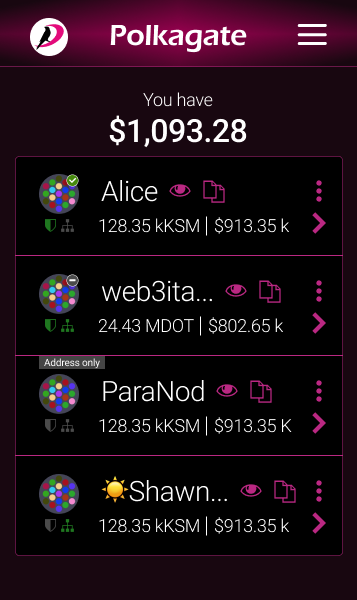 Polkagate
You have
$1,093.28
Alice
128.35 kKSM | $913.35 k
web3ita...
24.43 MDOT | $802.65 k
Address only
ParaNod
128.35 kKSM | $913.35 K
☀️Shawn...
128.35 kKSM | $913.35 k